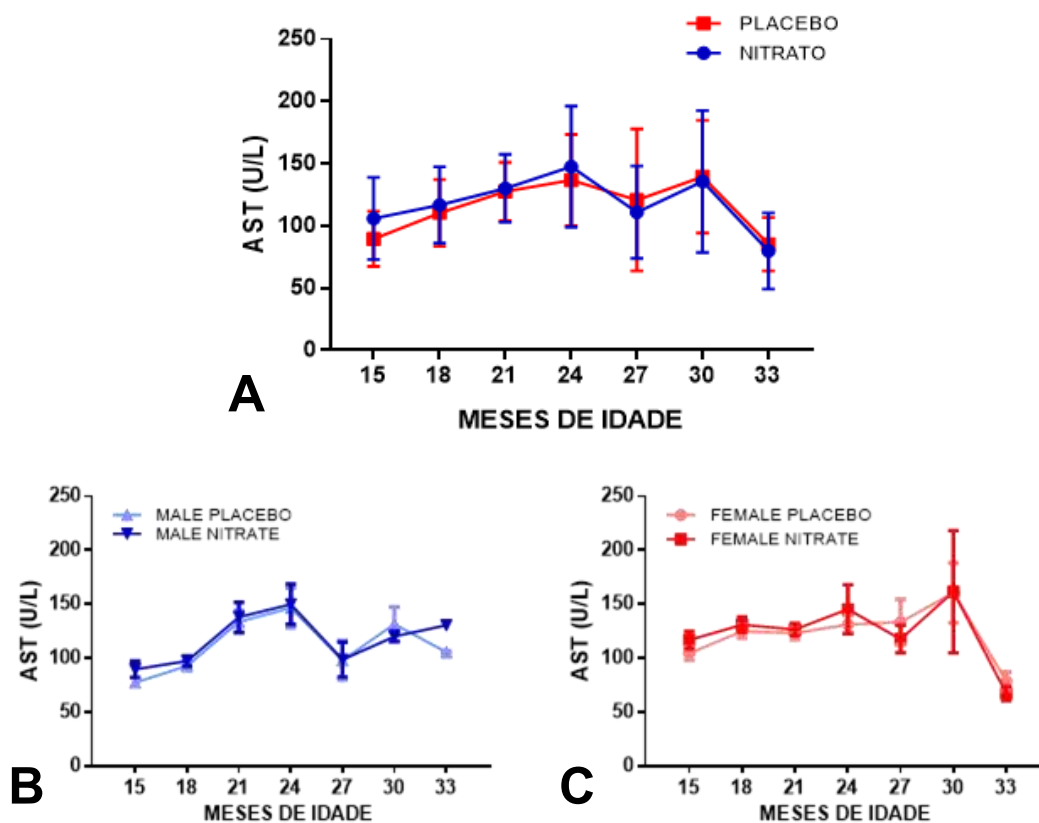 PLACEBO
NITRATO
250
200
150
100
50
0
AST (U/L)
15 18 21 24 27 30 33
MESES DE IDADE
A
250
200
150
100
50
0
AST (U/L)
MALE PLACEBO
MALE NITRATE
15 18 21 24 27 30 33
MESES DE IDADE
B
250
200
150
100
50
0
AST (U/L)
FEMALE PLACEBO
FEMALE NITRATE
15 18 21 24 27 30 33
MESES DE IDADE
C